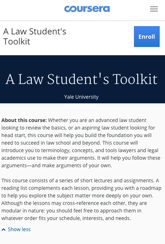 coursera
A Law Student's
Toolkit
Enroll
A Law Student's Toolkit
Yale University
About this course: Whether you are an advanced law student
looking to review the basics, or an aspiring law student looking for
head start, this course will help you build the foundation you will
need to succeed in law school and beyond. This course will
introduce you to terminology, concepts, and tools lawyers and legal
academics use to make their arguments. It will help you follow these
arguments—and make arguments of your own.
This course consists of a series of short lectures and assignments. A
reading list complements each lesson, providing you with a roadmap
to help you explore the subject matter more deeply on your own.
Although the lessons may cross-reference each other, they are
modular in nature: you should feel free to approach them in
whatever order fits your schedule, interests, and needs.
Show less